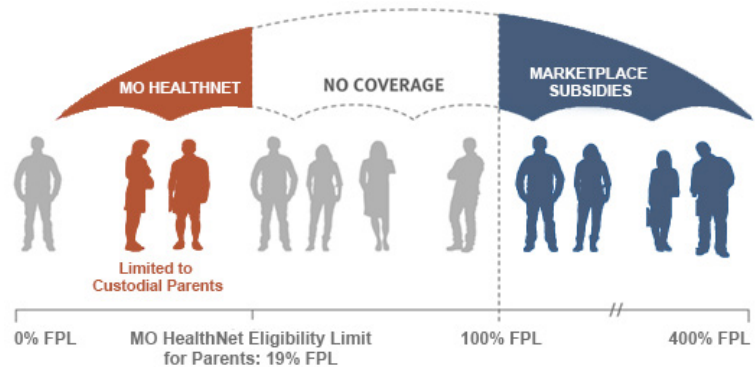 MO HEALTHNET
NO COVERAGE
MARKETPLACE
SUBSIDIES
Limited to
Custodial Parents
0% FPL
MO HealthNet Eligibility Limit
for Parents: 19% FPL
100% FPL
400% FPL